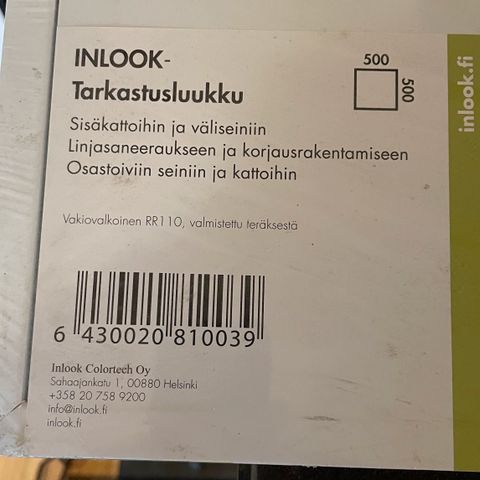 INLOOK-
Tarkastusluukku
500
500
Sisäkattoihin ja väliseiniin
Linjasaneeraukseen ja korjausrakentamiseen
Osastoiviin seiniin ja kattoihin
Vakiovalkoinen RR110, valmistettu teräksestä
6 430020 810039
Inlook Colortech Oy
Sahaajankatu 1, 00880 Helsinki
+358 20 758 9200
info@inlook.fi
inlook.fi
inlook.fi